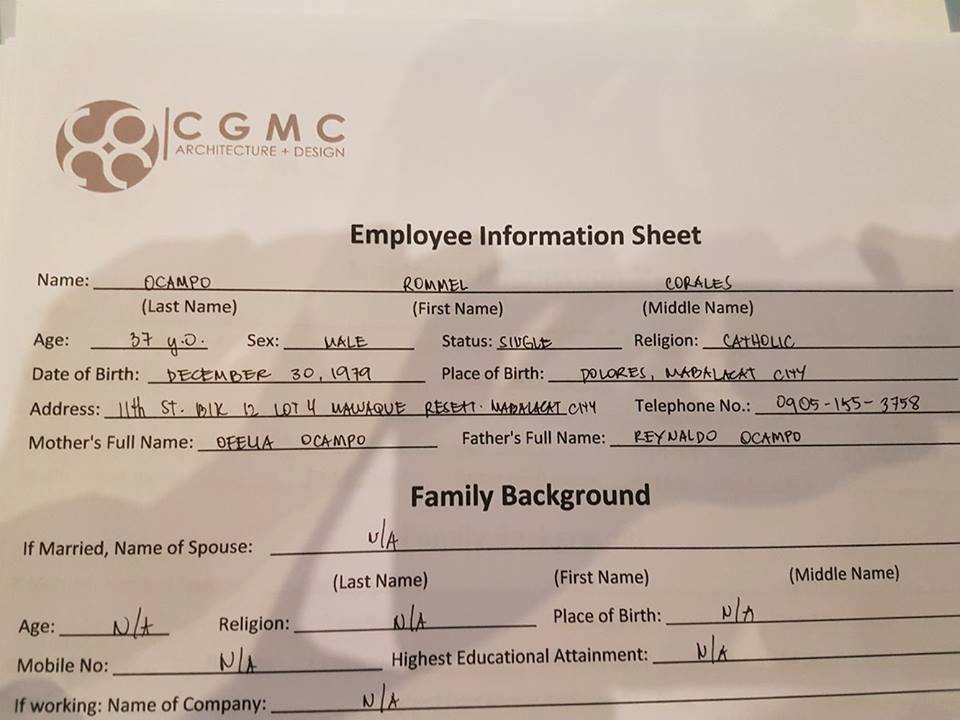 CGMC
ARCHITECTURE + DESIGN
Employee Information Sheet
Name: OCAMPO ROMMEL CORALES
(Last Name) (First Name) (Middle Name)
Age: 37 y.o. Sex: MALE Status: SINGLE Religion: CATHOLIC
Date of Birth: DECEMBER 30, 1979 Place of Birth: DOLORES, MABALACAT CITY
Address: 11th ST. BLK 12 LOT 4 MAWAQUE RESETT. MABALACAT CITY Telephone No.: 0905-155-3758
Mother's Full Name: OFELIA OCAMPO Father's Full Name: REYNALDO OCAMPO
Family Background
If Married, Name of Spouse: N/A
(Last Name) (First Name) (Middle Name)
Age: N/A Religion: N/A Place of Birth: N/A
Mobile No: N/A Highest Educational Attainment: N/A
If working: Name of Company: N/A